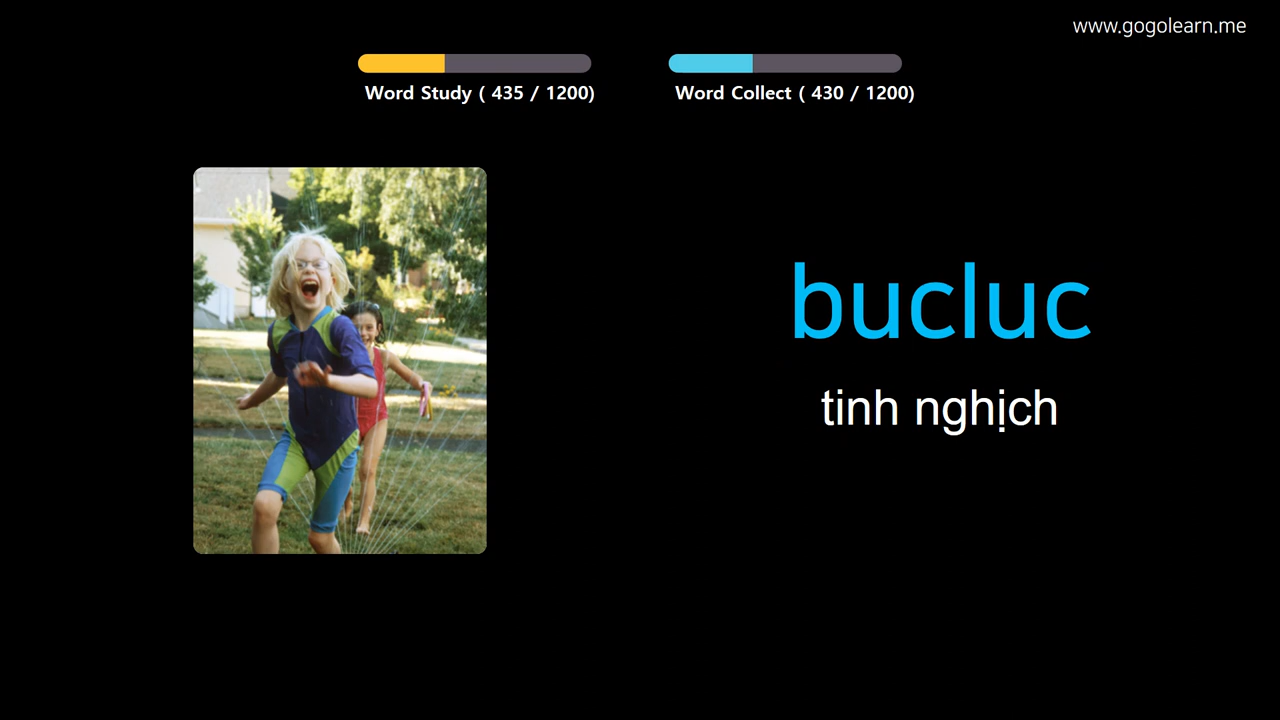 www.gogolearn.me
Word Study ( 435 / 1200)
Word Collect ( 430 / 1200)
bucluc
tinh nghịch